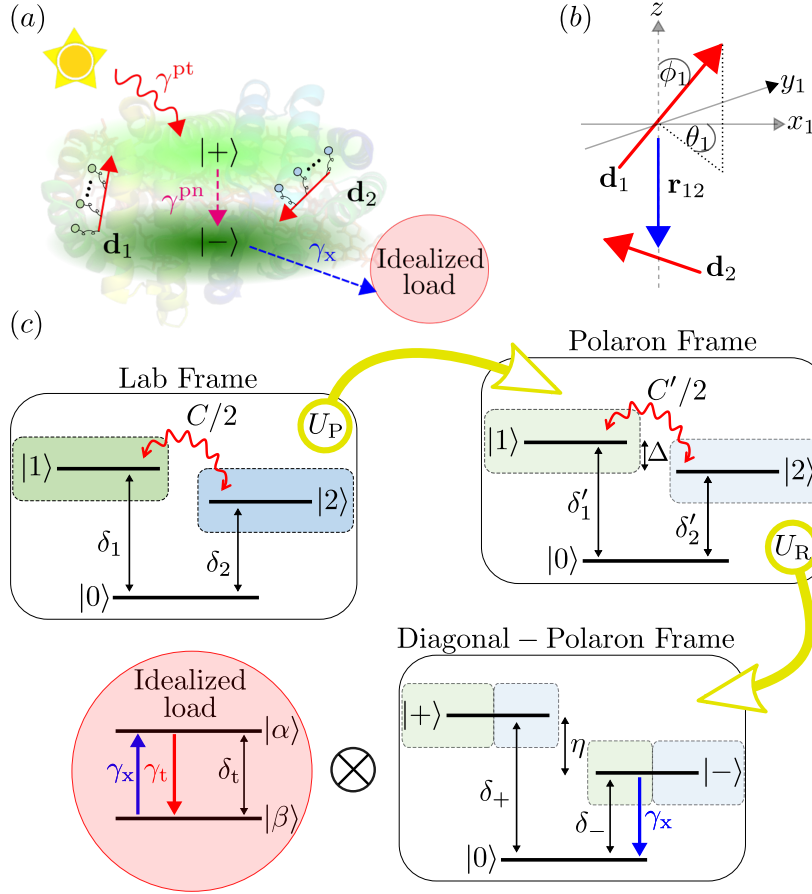 (a)
γ^pt
|+⟩
γ^pn
|−⟩
d₁
d₂
γₓ
Idealized
load
(b)
z
ϕ₁
y₁
x₁
θ₁
d₁
r₁₂
d₂
(c)
Lab Frame
C/2
U_P
|1⟩
|2⟩
δ₁
δ₂
|0⟩
Polaron Frame
C′/2
|1⟩
Δ
|2⟩
δ′₁
δ′₂
|0⟩
U_R
Idealized
load
|α⟩
γₓ
γₜ
δₜ
|β⟩
⊗
Diagonal − Polaron Frame
|+⟩
η
|−⟩
δ₊
δ₋
γₓ
|0⟩